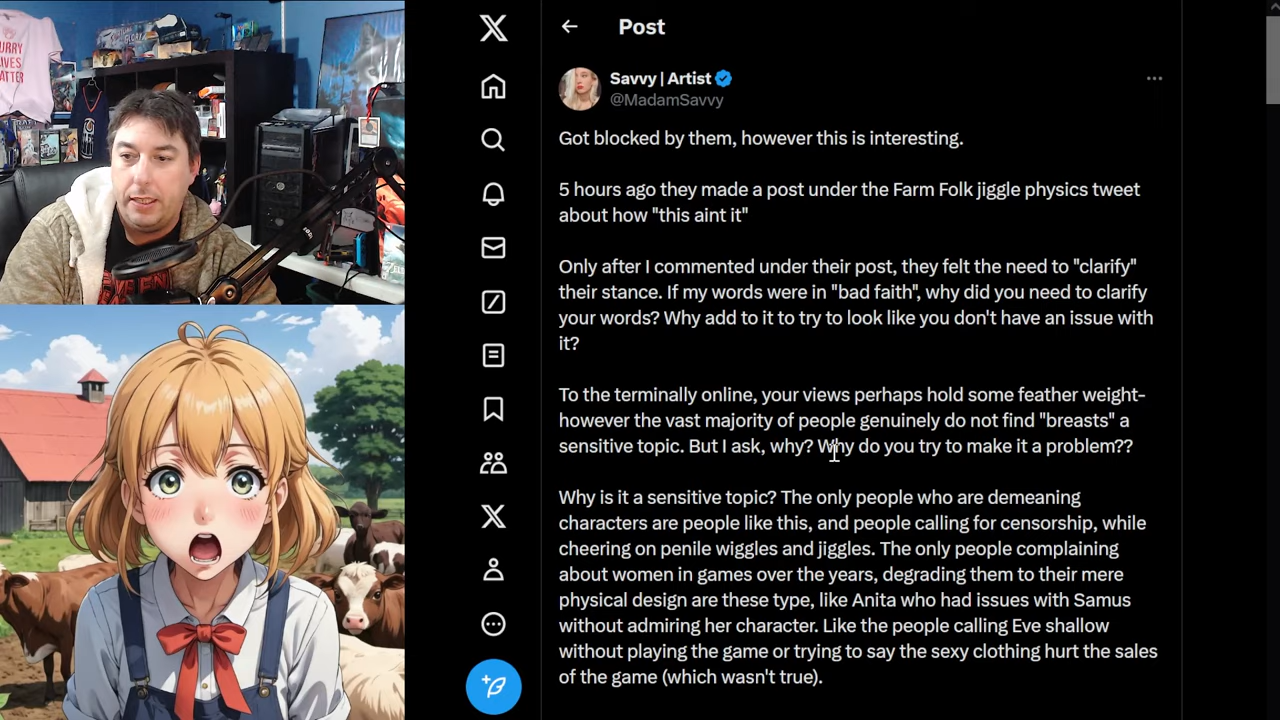 URRY
IVES
ATTER
Post
Savvy | Artist
@MadamSavvy
Got blocked by them, however this is interesting.
5 hours ago they made a post under the Farm Folk jiggle physics tweet
about how "this aint it"
Only after I commented under their post, they felt the need to "clarify"
their stance. If my words were in "bad faith", why did you need to clarify
your words? Why add to it to try to look like you don't have an issue with
it?
To the terminally online, your views perhaps hold some feather weight-
however the vast majority of people genuinely do not find "breasts" a
sensitive topic. But I ask, why? Why do you try to make it a problem??
Why is it a sensitive topic? The only people who are demeaning
characters are people like this, and people calling for censorship, while
cheering on penile wiggles and jiggles. The only people complaining
about women in games over the years, degrading them to their mere
physical design are these type, like Anita who had issues with Samus
without admiring her character. Like the people calling Eve shallow
without playing the game or trying to say the sexy clothing hurt the sales
of the game (which wasn't true).